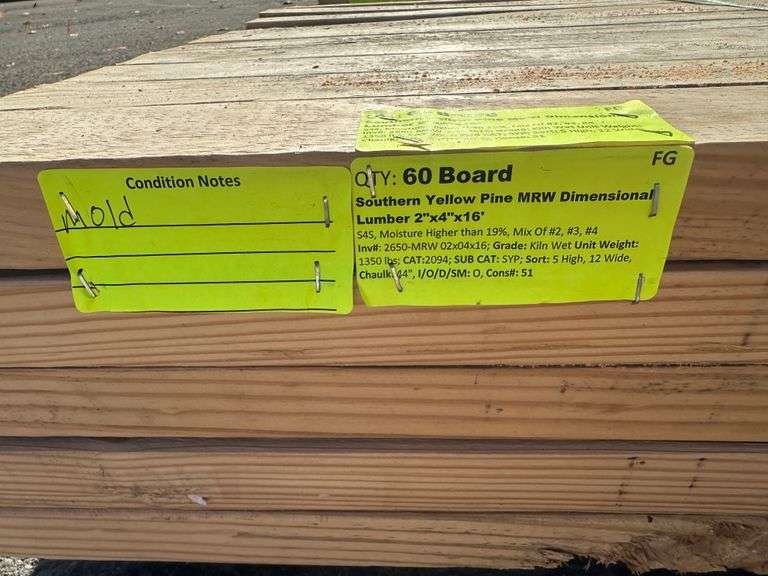 Condition Notes
Mold
FG
QTY: 60 Board
FG
Southern Yellow Pine MRW Dimensional
Lumber 2"x4"x16'
S4S, Moisture Higher than 19%, Mix Of #2, #3, #4
Inv#: 2650-MRW 02x04x16; Grade: Kiln Wet Unit Weight:
1350 lbs; CAT:2094; SUB CAT: SYP; Sort: 5 High, 12 Wide,
Chaulk: 4", I/O/D/SM: O, Cons#: 51